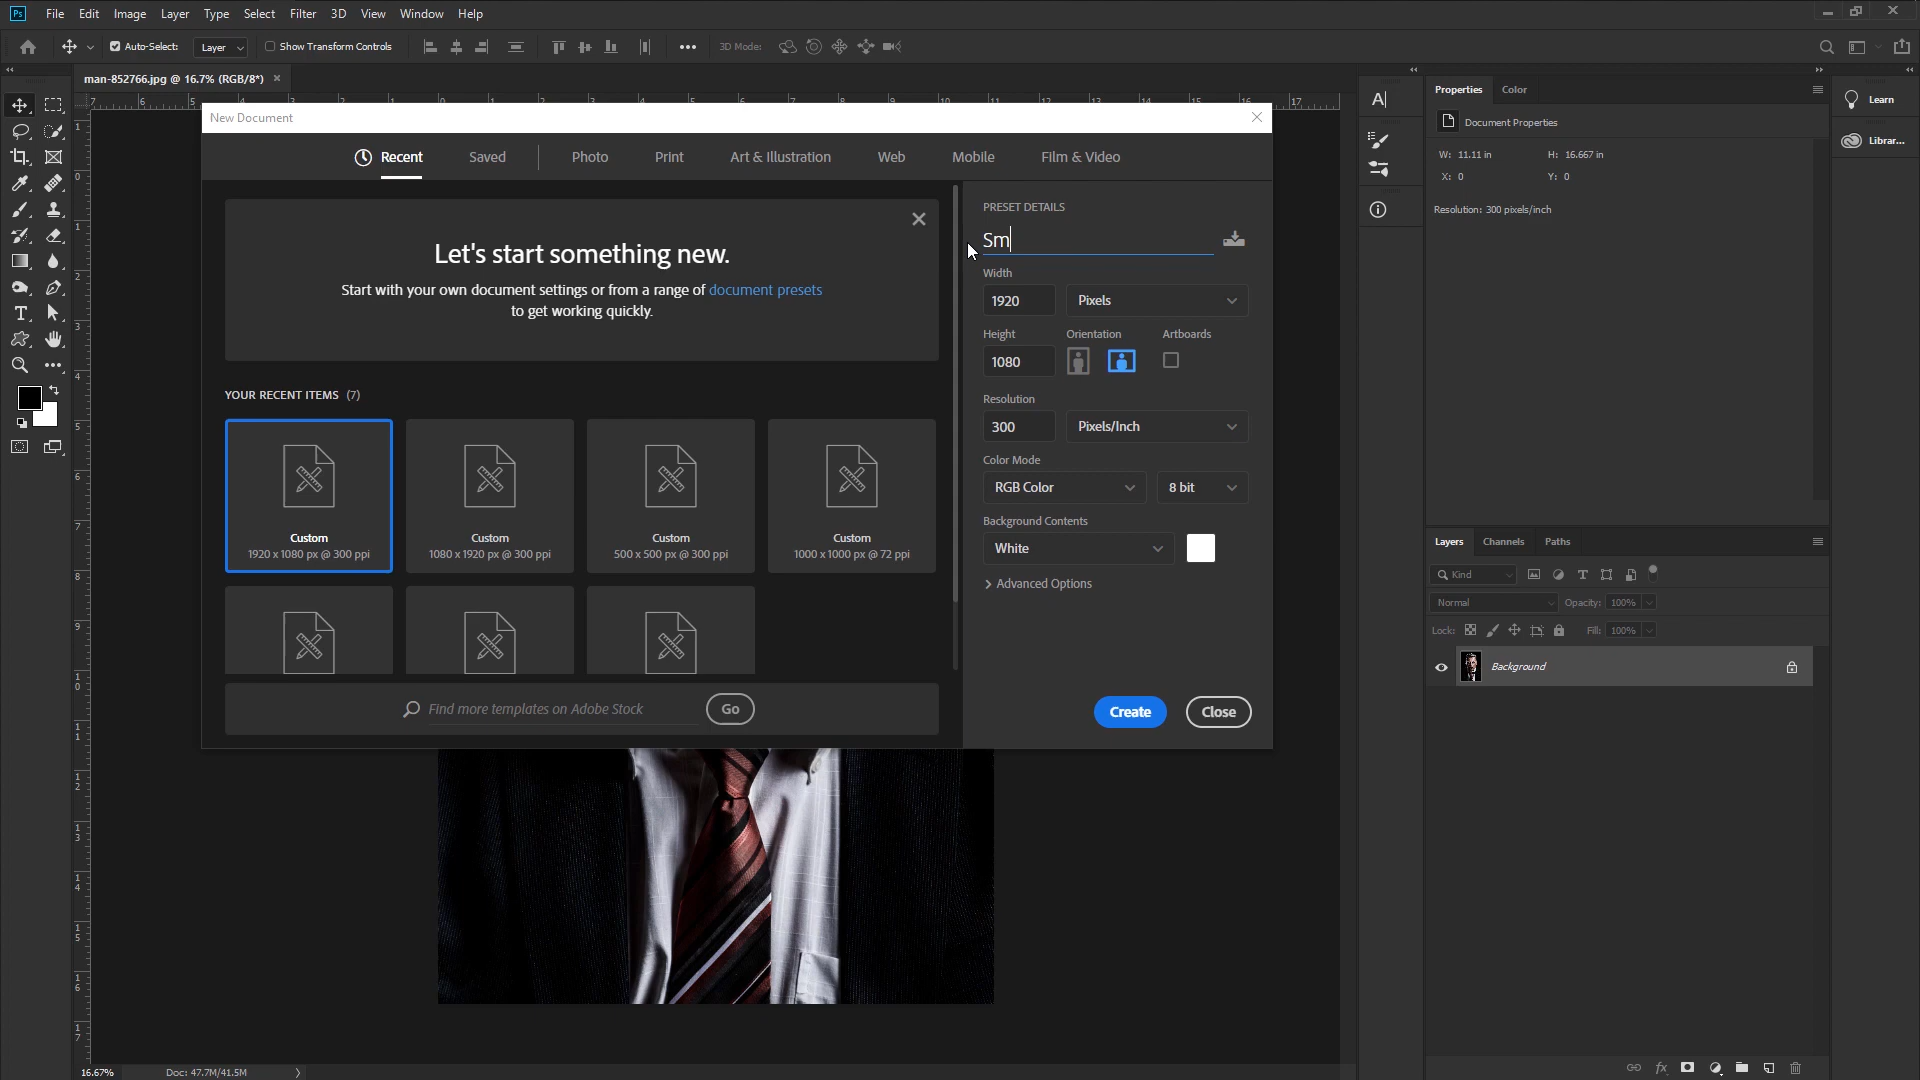 Ps File Edit Image Layer Type Select Filter 3D View Window Help
Auto-Select: Layer Show Transform Controls 3D Mode:
man-852766.jpg @ 16.7% (RGB/8*)
New Document
Recent Saved Photo Print Art & Illustration Web Mobile Film & Video
Let's start something new.
Start with your own document settings or from a range of document presets
to get working quickly.
YOUR RECENT ITEMS (7)
Custom
1920 x 1080 px @ 300 ppi
Custom
1080 x 1920 px @ 300 ppi
Custom
500 x 500 px @ 300 ppi
Custom
1000 x 1000 px @ 72 ppi
Find more templates on Adobe Stock Go
PRESET DETAILS
Sm
Width
1920 Pixels
Height Orientation Artboards
1080
Resolution
300 Pixels/Inch
Color Mode
RGB Color 8 bit
Background Contents
White
Advanced Options
Create Close
Properties Color
Document Properties
W: 11.11 in H: 16.667 in
X: 0 Y: 0
Resolution: 300 pixels/inch
Learn
Librar...
Layers Channels Paths
Kind
Normal Opacity: 100%
Lock: Fill: 100%
Background
16.67% Doc: 47.7M/41.5M